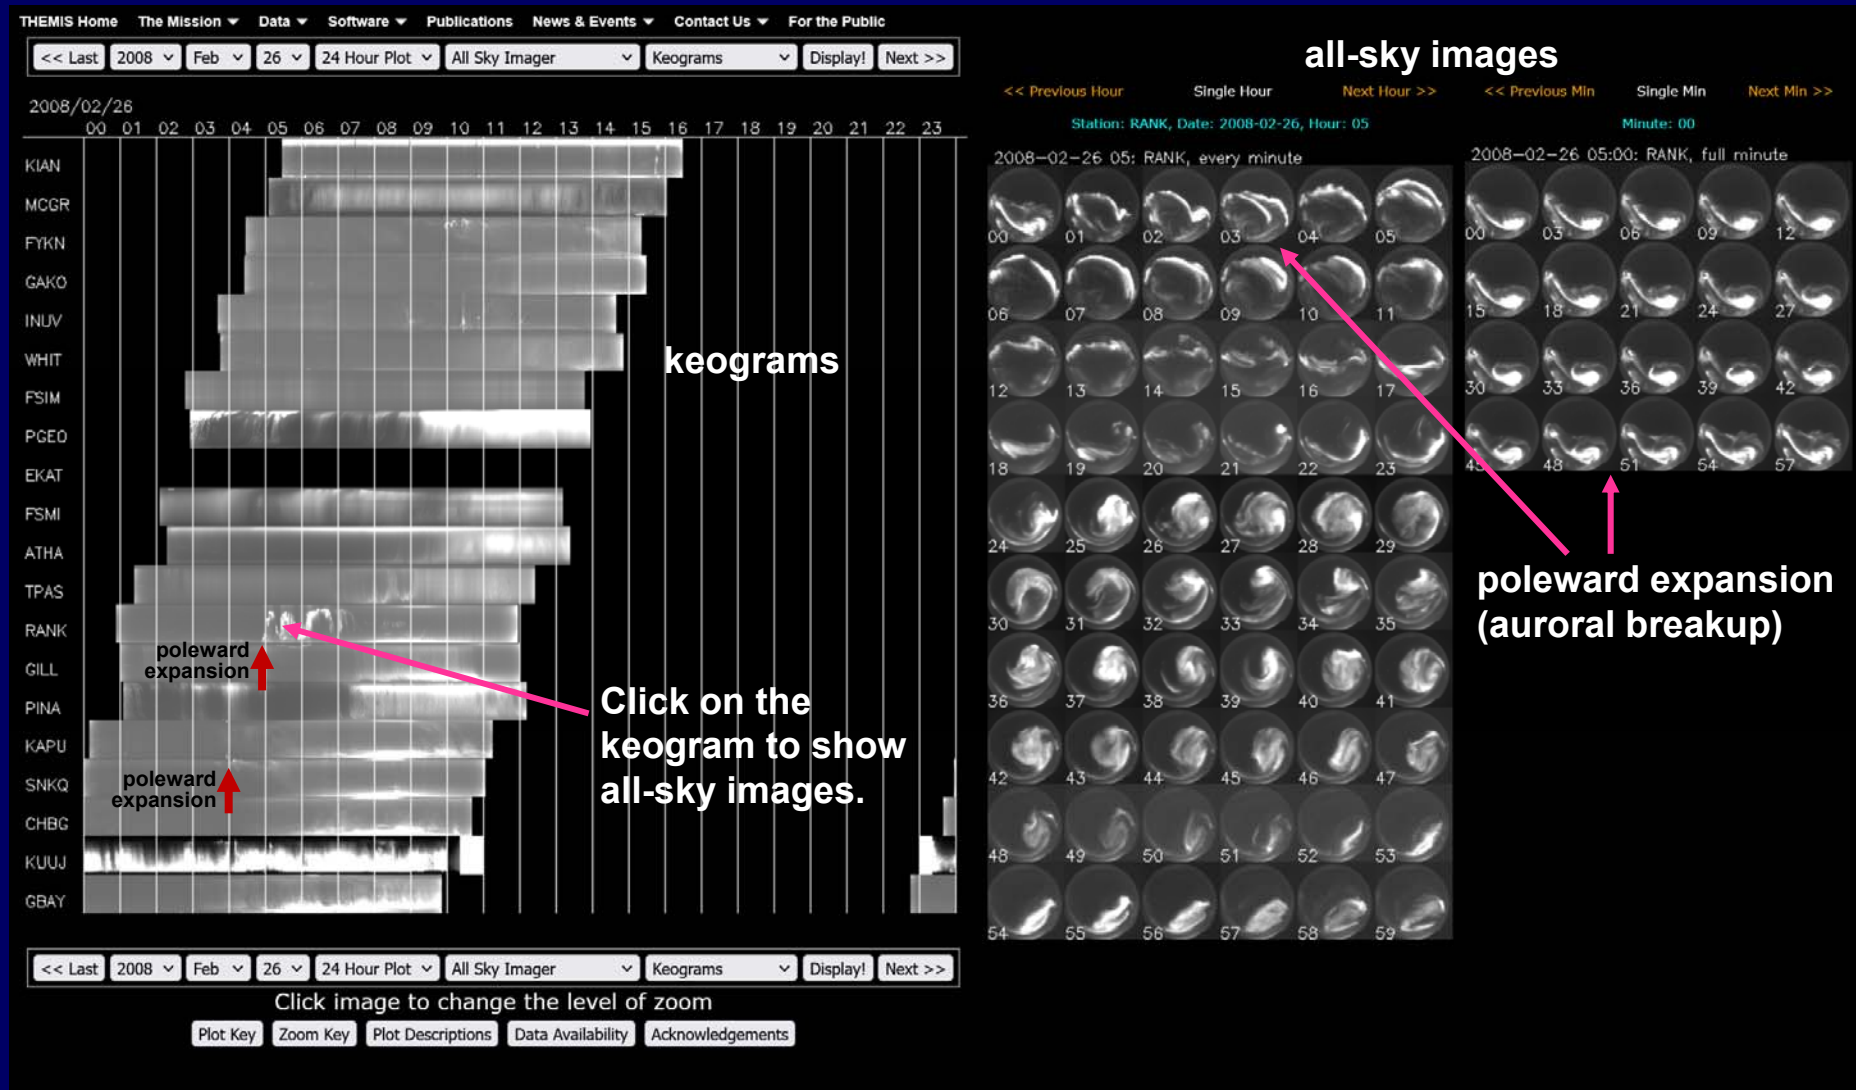 THEMIS Home The Mission Data Software Publications News & Events Contact Us For the Public
<< Last 2008 Feb 26 24 Hour Plot All Sky Imager Keograms Display! Next >>
2008/02/26
00 01 02 03 04 05 06 07 08 09 10 11 12 13 14 15 16 17 18 19 20 21 22 23
KIAN
MCGR
FYKN
GAKO
INUV
WHIT
FSIM
PGEO
EKAT
FSMI
ATHA
TPAS
RANK
GILL
PINA
KAPU
SNKQ
CHBG
KUUJ
GBAY
keograms
poleward
expansion
poleward
expansion
Click on the
keogram to show
all-sky images.
<< Last 2008 Feb 26 24 Hour Plot All Sky Imager Keograms Display! Next >>
Click image to change the level of zoom
Plot Key Zoom Key Plot Descriptions Data Availability Acknowledgements
all-sky images
<< Previous Hour Single Hour Next Hour >>
Station: RANK, Date: 2008-02-26, Hour: 05
2008-02-26 05: RANK, every minute
00 01 02 03 04 05
06 07 08 09 10 11
12 13 14 15 16 17
18 19 20 21 22 23
24 25 26 27 28 29
30 31 32 33 34 35
36 37 38 39 40 41
42 43 44 45 46 47
48 49 50 51 52 53
54 55 56 57 58 59
<< Previous Min Single Min Next Min >>
Minute: 00
2008-02-26 05:00: RANK, full minute
00 03 06 09 12
15 18 21 24 27
30 33 36 39 42
45 48 51 54 57
poleward expansion
(auroral breakup)